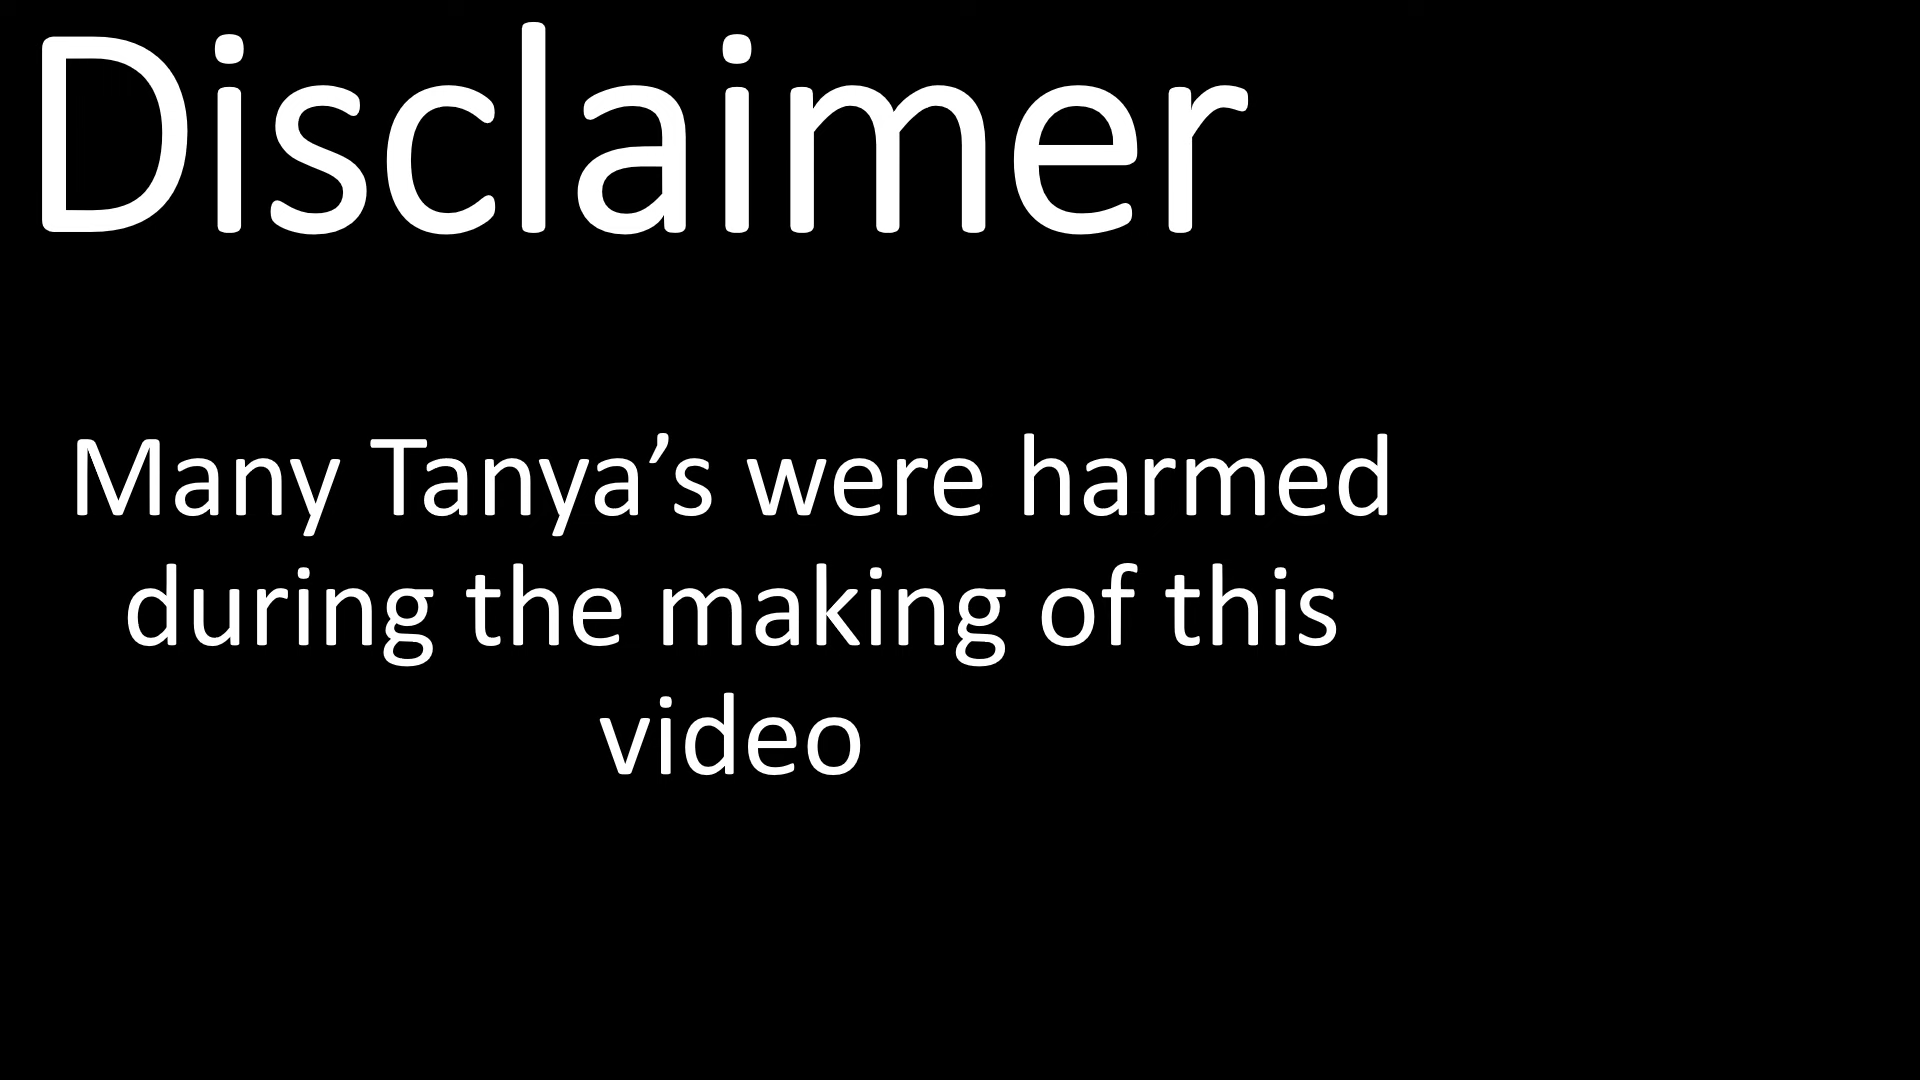 Disclaimer
Many Tanya’s were harmed
during the making of this
video